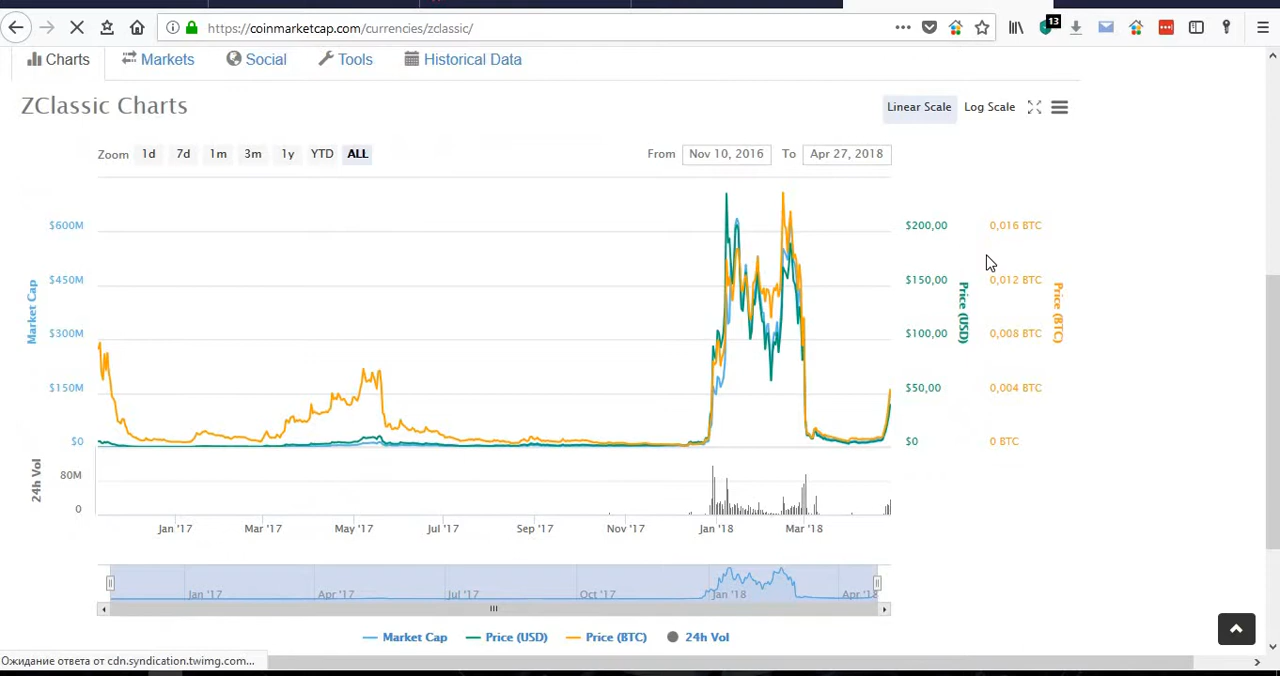 https://coinmarketcap.com/currencies/zclassic/
13
Charts Markets Social Tools Historical Data
ZClassic Charts
Linear Scale Log Scale
Zoom 1d 7d 1m 3m 1y YTD ALL From Nov 10, 2016 To Apr 27, 2018
$600M $200,00 0,016 BTC
$450M $150,00 0,012 BTC
Market Cap Price (USD) Price (BTC)
$300M $100,00 0,008 BTC
$150M $50,00 0,004 BTC
$0 $0 0 BTC
24h Vol
80M
0
Jan '17 Mar '17 May '17 Jul '17 Sep '17 Nov '17 Jan '18 Mar '18
Jan '17 Apr '17 Jul '17 Oct '17 Jan '18 Apr '18
Market Cap Price (USD) Price (BTC) 24h Vol
Ожидание ответа от cdn.syndication.twimg.com...